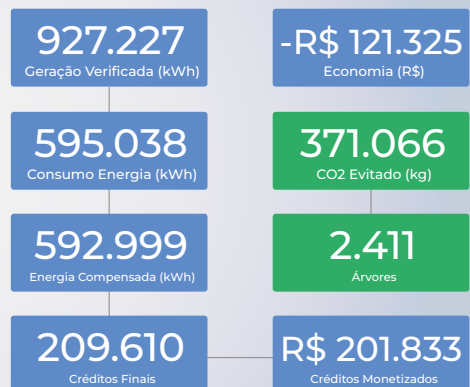 927.227
Geração Verificada (kWh)
-R$ 121.325
Economia (R$)
595.038
Consumo Energia (kWh)
371.066
CO2 Evitado (kg)
592.999
Energia Compensada (kWh)
2.411
Árvores
209.610
Créditos Finais
R$ 201.833
Créditos Monetizados